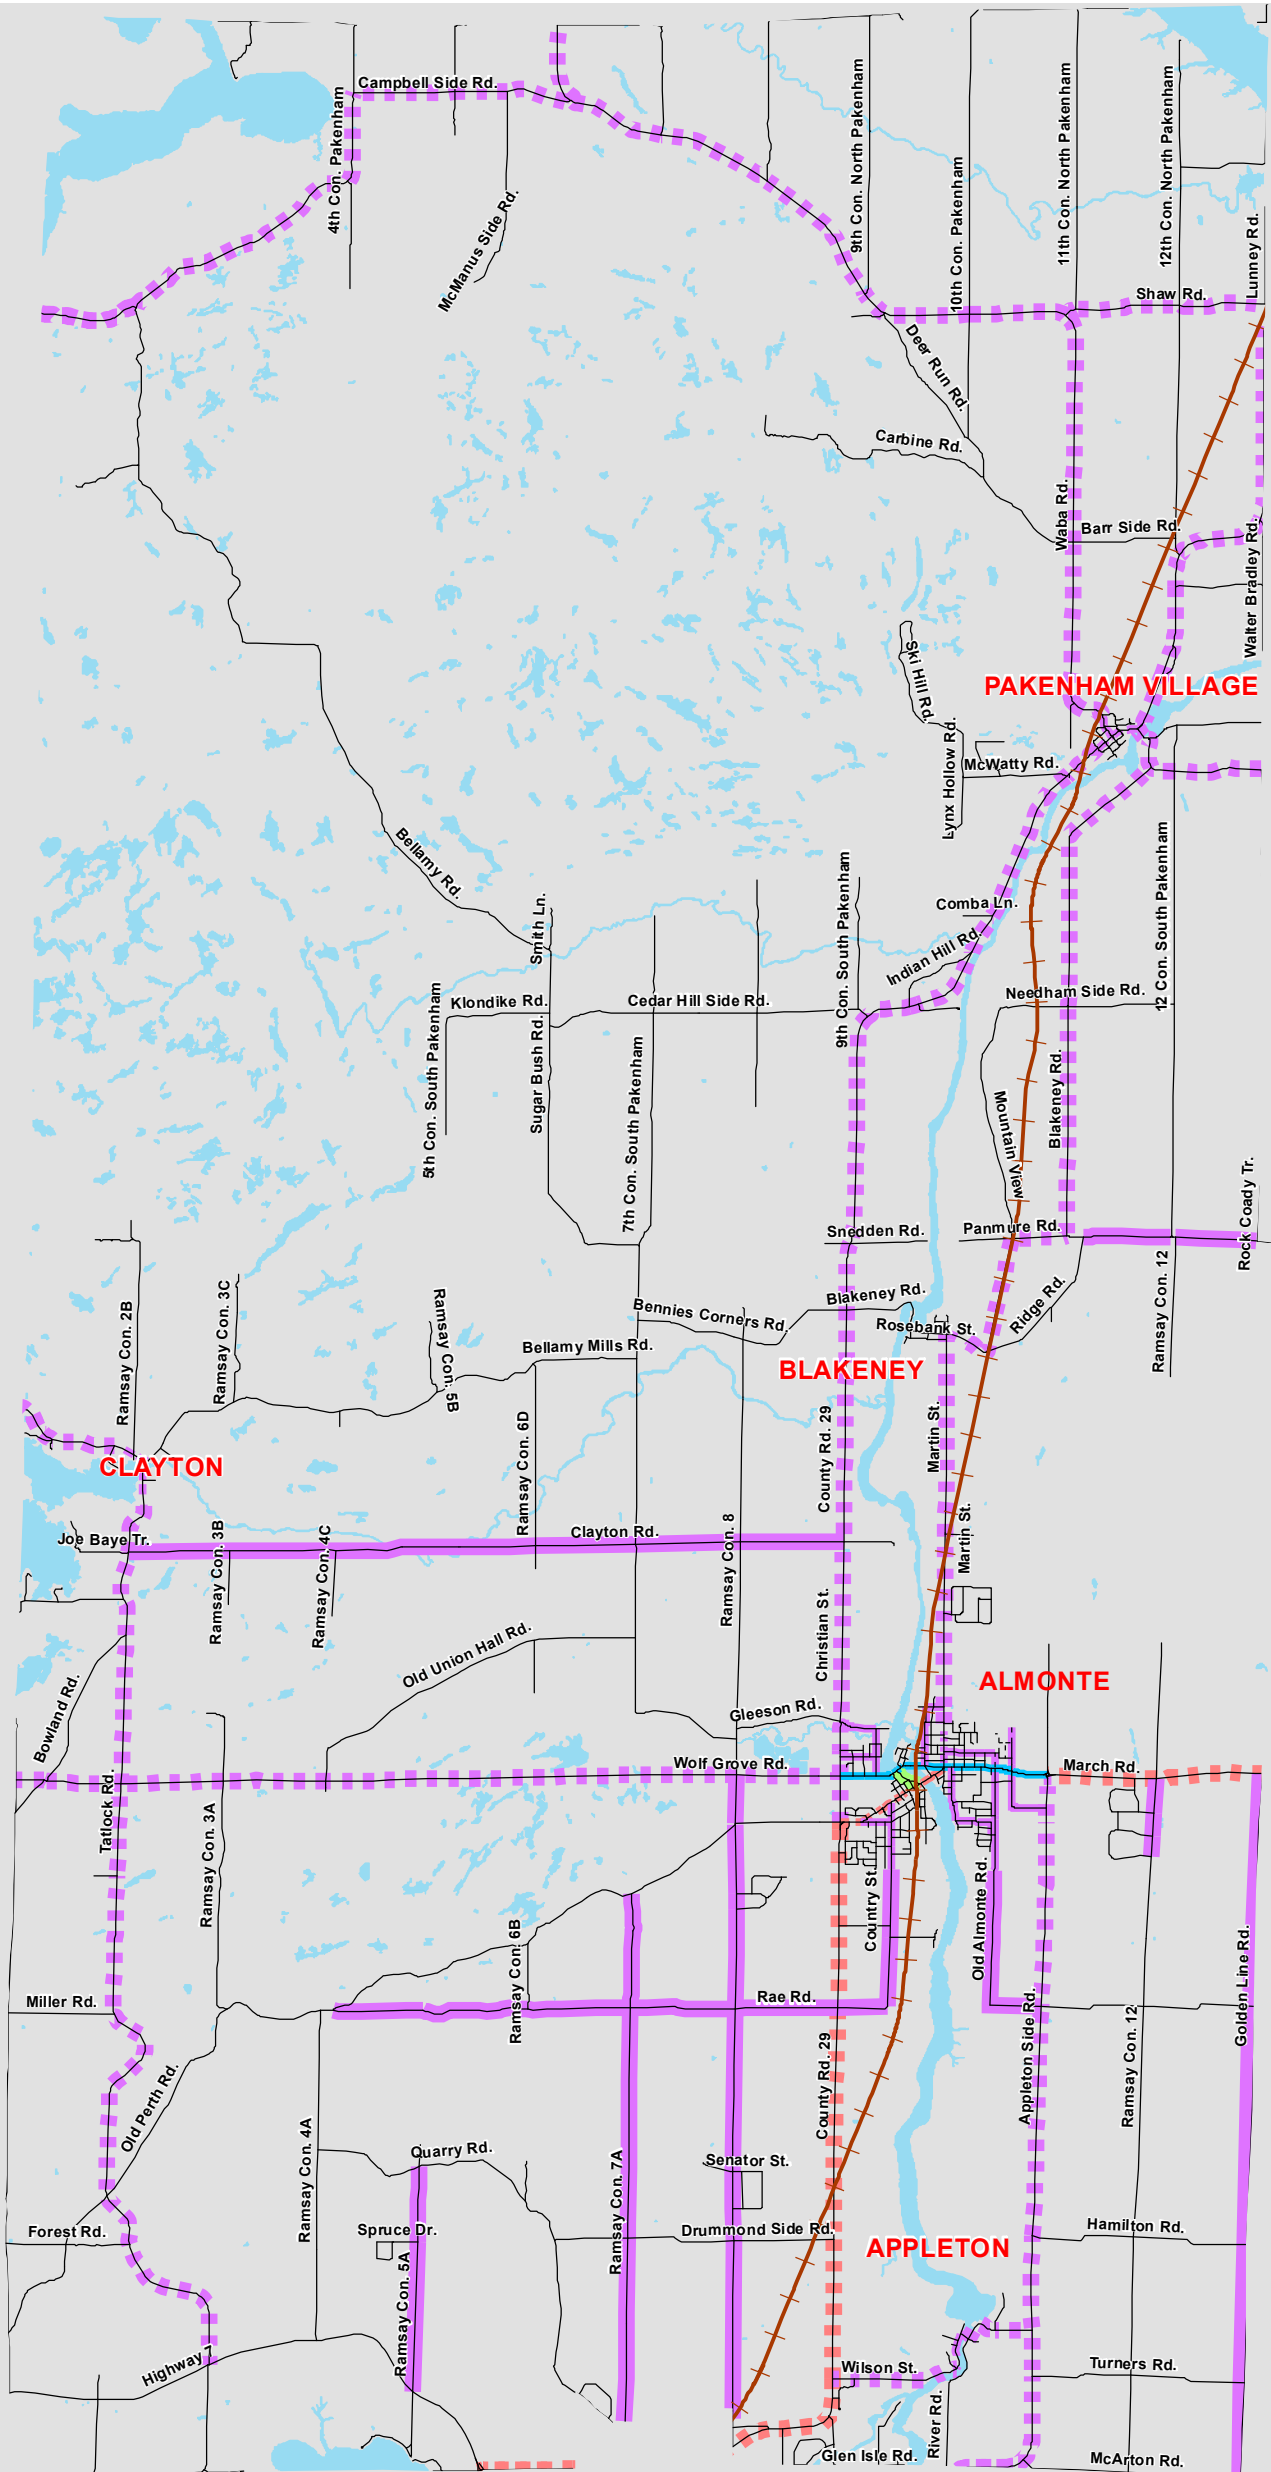 Campbell Side Rd.
4th Con. Pakenham
McManus Side Rd.
9th Con. North Pakenham
10th Con. Pakenham
11th Con. North Pakenham
12th Con. North Pakenham
Lunney Rd.
Shaw Rd.
Deer Run Rd.
Carbine Rd.
Waba Rd.
Barr Side Rd.
Walter Bradley Rd.
Ski Hill Rd.
PAKENHAM VILLAGE
Lynx Hollow Rd.
McWatty Rd.
Bellamy Rd.
Smith Ln.
9th Con. South Pakenham
Comba Ln.
Indian Hill Rd.
12 Con. South Pakenham
Klondike Rd.
Cedar Hill Side Rd.
Needham Side Rd.
5th Con. South Pakenham
Sugar Bush Rd.
7th Con. South Pakenham
Mountain View
Blakeney Rd.
Snedden Rd.
Panmure Rd.
Rock Coady Tr.
Ramsay Con. 2B
Ramsay Con. 3C
Ramsay Con. 5B
Bennies Corners Rd.
Blakeney Rd.
Rosebank St.
Ridge Rd.
Ramsay Con. 12
Bellamy Mills Rd.
BLAKENEY
CLAYTON
Ramsay Con. 6D
County Rd. 29
Martin St.
Joe Baye Tr.
Ramsay Con. 3B
Ramsay Con. 4C
Clayton Rd.
Ramsay Con. 8
Martin St.
Christian St.
Old Union Hall Rd.
ALMONTE
Bowland Rd.
Gleeson Rd.
Wolf Grove Rd.
March Rd.
Tatlock Rd.
Ramsay Con. 3A
Country St.
Old Almonte Rd.
Ramsay Con. 6B
Golden Line Rd.
Miller Rd.
Rae Rd.
Appleton Side Rd.
Ramsay Con. 12
County Rd. 29
Old Perth Rd.
Ramsay Con. 4A
Quarry Rd.
Ramsay Con. 7A
Senator St.
Forest Rd.
Spruce Dr.
Drummond Side Rd.
Hamilton Rd.
APPLETON
Ramsay Con. 5A
Highway 7
Wilson St.
Turners Rd.
River Rd.
Glen Isle Rd.
McArton Rd.